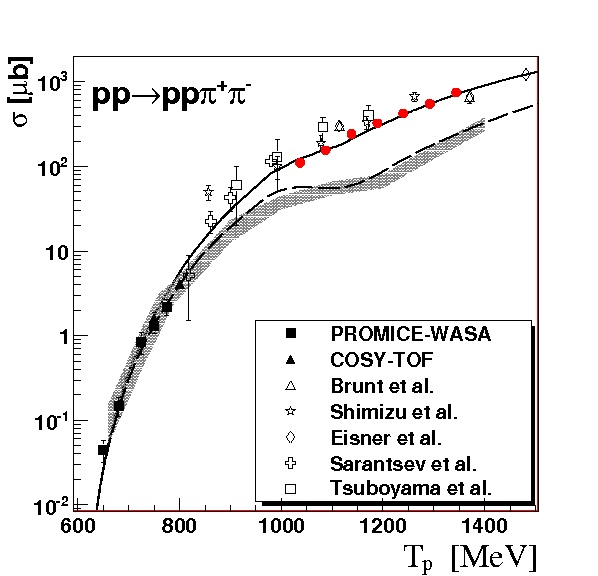 σ [μb]
pp→ppπ⁺π⁻
10³
10²
10
1
10⁻¹
10⁻²
PROMICE-WASA
COSY-TOF
Brunt et al.
Shimizu et al.
Eisner et al.
Sarantsev et al.
Tsuboyama et al.
600 800 1000 1200 1400
Tₚ [MeV]